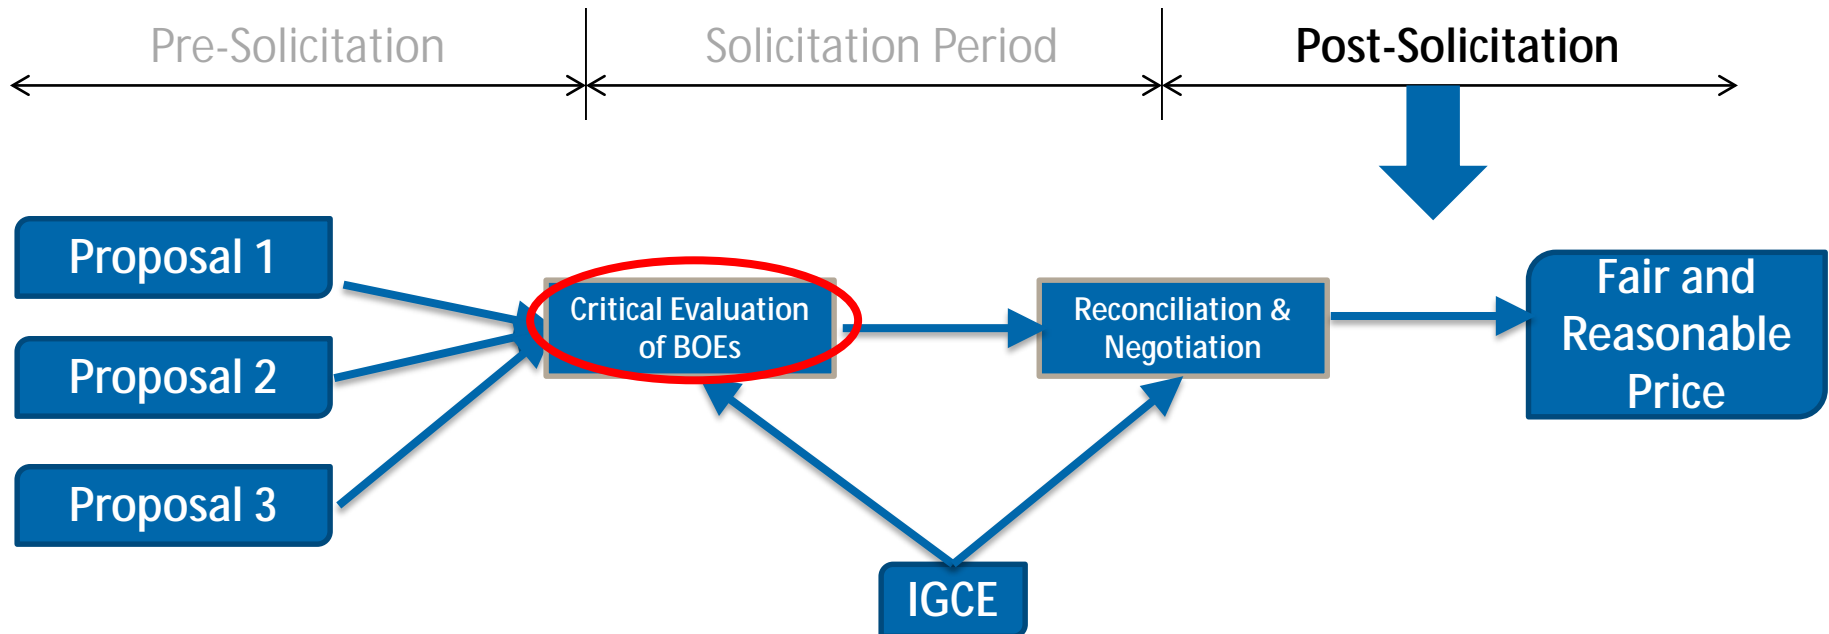 Pre-Solicitation
Solicitation Period
Post-Solicitation
Proposal 1
Proposal 2
Proposal 3
Critical Evaluation
of BOEs
Reconciliation &
Negotiation
Fair and
Reasonable
Price
IGCE